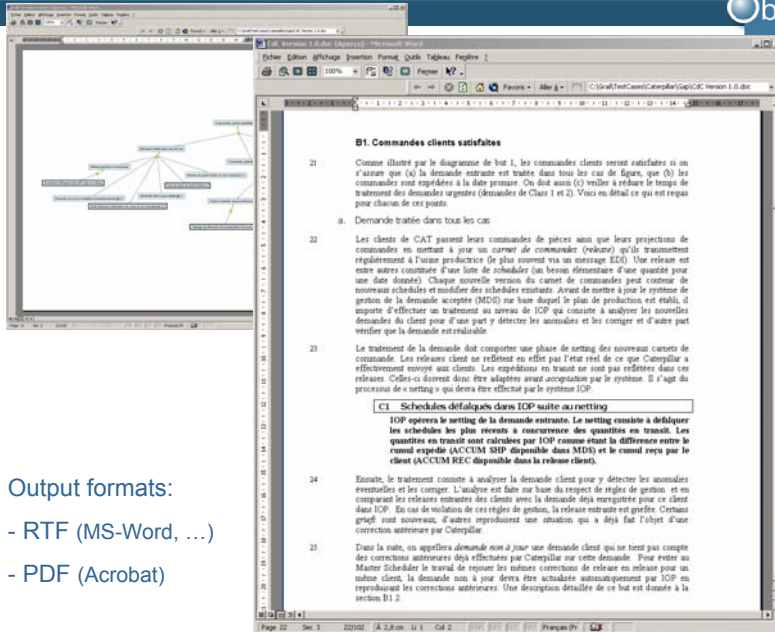 Ob
CdC Version 1.0.doc (Aperçu) - Microsoft Word
Fichier Edition Affichage Insertion Format Outils Tableau Fenêtre ?
100% Fermer
Favoris Aller à C:\Grail\TestCases\Caterpillar\Gap\CdC Version 1.0.doc
B1. Commandes clients satisfaites
21 Comme illustré par le diagramme de but 1, les commandes clients seront satisfaites si on
s'assure que (a) la demande entrante est traitée dans tous les cas de figure, que (b) les
commandes sont expédiées à la date promise. On doit aussi (c) veiller à réduire le temps de
traitement des demandes urgentes (demandes de Class 1 et 2). Voici en détail ce qui est requis
pour chacun de ces points.
a. Demande traitée dans tous les cas
22 Les clients de CAT passent leurs commandes de pièces ainsi que leurs projections de
commandes en mettant à jour un carnet de commandes (release) qu'ils transmettent
régulièrement à l'usine productrice (le plus souvent via un message EDI). Une release est
entre autres constituée d'une liste de schedules (un besoin élémentaire d'une quantité pour
une date donnée). Chaque nouvelle version du carnet de commandes peut contenir de
nouveaux schedules et modifier des schedules existants. Avant de mettre à jour le système de
gestion de la demande acceptée (MDS) sur base duquel le plan de production est établi, il
importe d'effectuer un traitement au niveau de IOP qui consiste à analyser les nouvelles
demandes du client pour d'une part y détecter les anomalies et les corriger et d'autre part
vérifier que la demande est réalisable.
23 Le traitement de la demande doit comporter une phase de netting des nouveaux carnets de
commande. Les releases client ne reflètent en effet pas l'état réel de ce que Caterpillar a
effectivement envoyé aux clients. Les expéditions en transit ne sont pas reflétées dans ces
releases. Celles-ci doivent donc être adaptées avant acceptation par le système. Il s'agit du
processus de « netting » qui devra être effectué par le système IOP.
C1 Schedules défalqués dans IOP suite au netting
IOP opérera le netting de la demande entrante. Le netting consiste à défalquer
les schedules les plus récents à concurrence des quantités en transit. Les
quantités en transit sont calculées par IOP comme étant la différence entre le
cumul expédié (ACCUM SHP disponible dans MDS) et le cumul reçu par le
client (ACCUM REC disponible dans la release client).
24 Ensuite, le traitement consiste à analyser la demande client pour y détecter les anomalies
éventuelles et les corriger. L'analyse est faite sur base du respect de règles de gestion et en
comparant les releases entrantes des clients avec la demande déjà enregistrée pour ce client
dans IOP. En cas de violation de ces règles de gestion, la release entrante est griefée. Certains
griefs sont nouveaux, d'autres reproduisent une situation qui a déjà fait l'objet d'une
correction antérieure par Caterpillar.
25 Dans la suite, on appellera demande non à jour une demande client qui ne tient pas compte
des corrections antérieures déjà effectuées par Caterpillar sur cette demande. Pour éviter au
Master Scheduler le travail de repouer les mêmes corrections de release en release pour un
même client, la demande non à jour devra être actualisée automatiquement par IOP en
reproduisant les corrections antérieures. Une description détaillée de ce but est donnée à la
section B1.2.
Page 22 Sec 3 22/102 À 2,8 cm Li 1 Col 2 Français (Fr
Output formats:
- RTF (MS-Word, …)
- PDF (Acrobat)